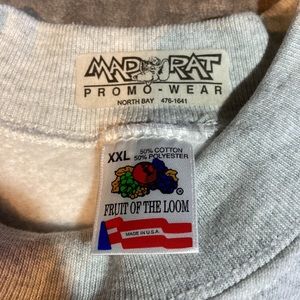 MAD RAT
PROMO-WEAR
NORTH BAY 476-1641
XXL 50% COTTON
50% POLYESTER
®
FRUIT OF THE LOOM
MADE IN U.S.A.